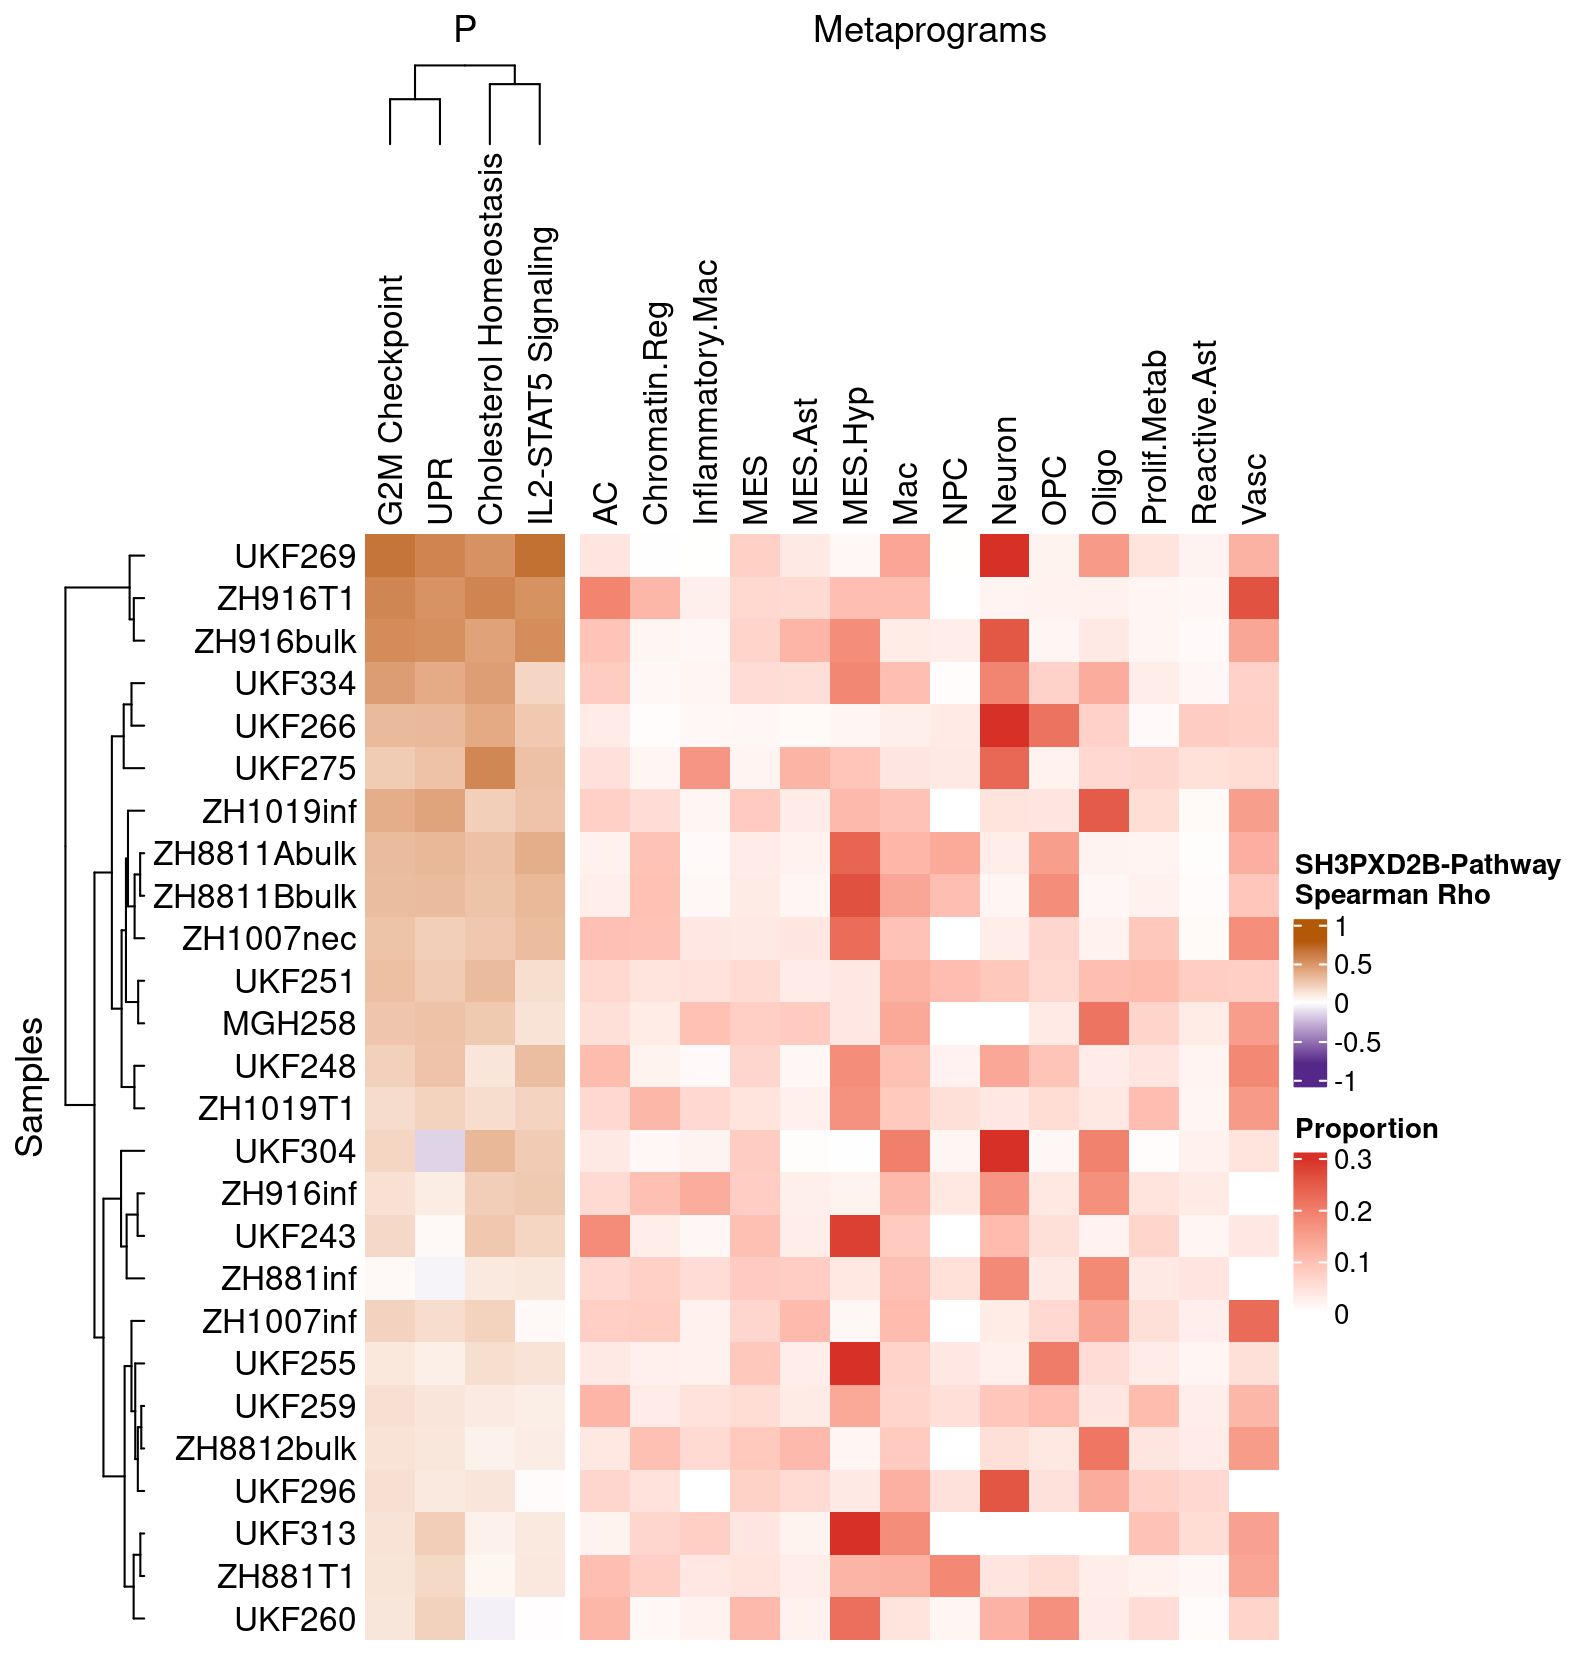 P
Metaprograms
G2M Checkpoint
UPR
Cholesterol Homeostasis
IL2-STAT5 Signaling
AC
Chromatin.Reg
Inflammatory.Mac
MES
MES.Ast
MES.Hyp
Mac
NPC
Neuron
OPC
Oligo
Prolif.Metab
Reactive.Ast
Vasc
Samples
UKF269
ZH916T1
ZH916bulk
UKF334
UKF266
UKF275
ZH1019inf
ZH8811Abulk
ZH8811Bbulk
ZH1007nec
UKF251
MGH258
UKF248
ZH1019T1
UKF304
ZH916inf
UKF243
ZH881inf
ZH1007inf
UKF255
UKF259
ZH8812bulk
UKF296
UKF313
ZH881T1
UKF260
SH3PXD2B-Pathway
Spearman Rho
1
0.5
0
-0.5
-1
Proportion
0.3
0.2
0.1
0